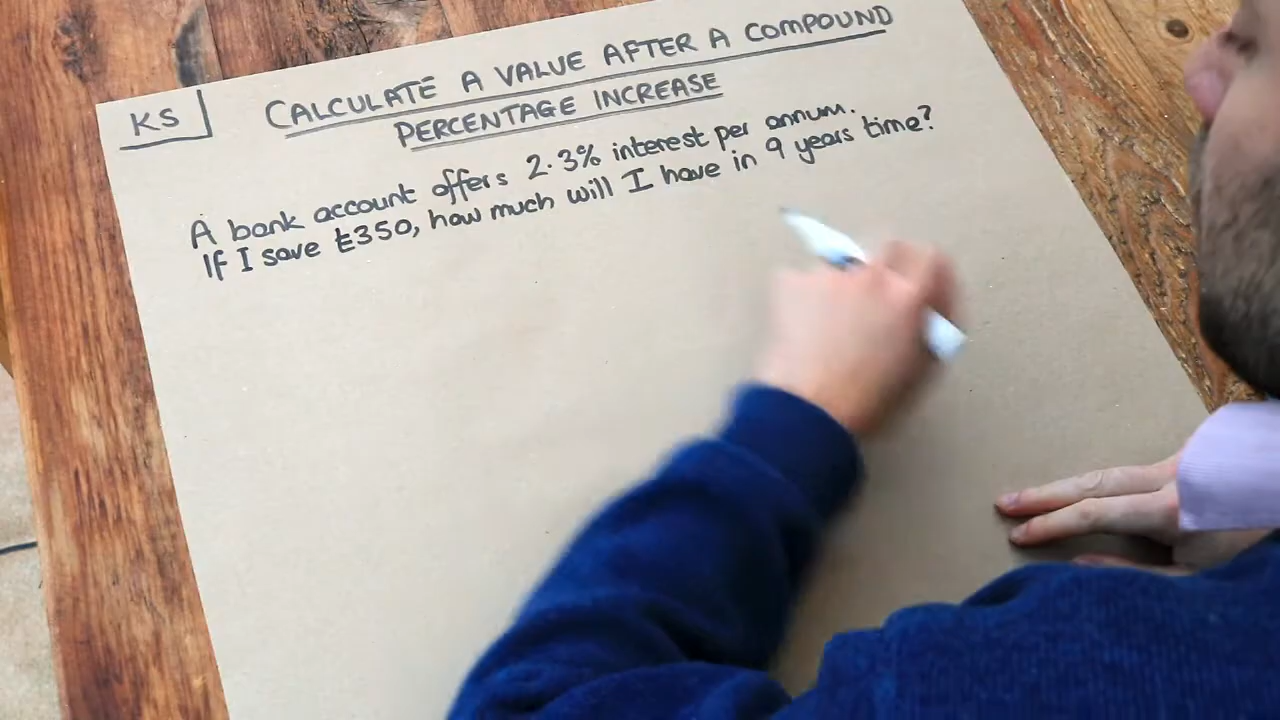 KS
CALCULATE A VALUE AFTER A COMPOUND
PERCENTAGE INCREASE
A bank account offers 2.3% interest per annum.
If I save £350, how much will I have in 9 years time?